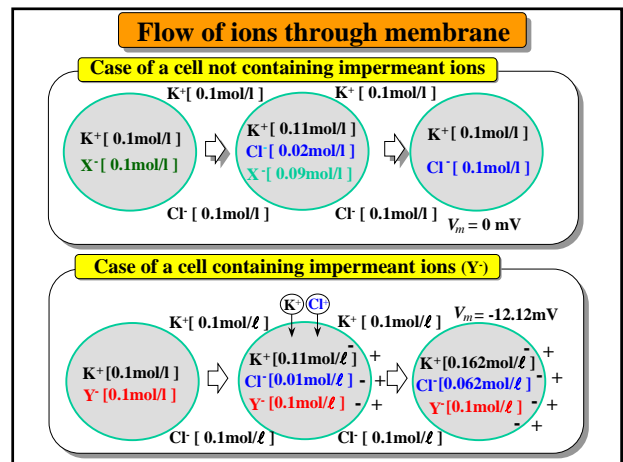 Flow of ions through membrane
Case of a cell not containing impermeant ions
K⁺[ 0.1mol/l ]
K⁺[ 0.1mol/l ]
K⁺[ 0.1mol/l ]
X⁻[ 0.1mol/l ]
K⁺[ 0.11mol/l ]
Cl⁻[ 0.02mol/l ]
X⁻[ 0.09mol/l ]
K⁺[ 0.1mol/l ]
Cl⁻[ 0.1mol/l ]
Cl⁻[ 0.1mol/l ]
Cl⁻[ 0.1mol/l ]
Vm = 0 mV
Case of a cell containing impermeant ions (Y⁻)
K⁺
Cl⁺
Vm = -12.12mV
K⁺[ 0.1mol/ℓ ]
K⁺[ 0.1mol/ℓ ]
K⁺[0.1mol/l ]
Y⁻[0.1mol/l ]
K⁺[0.11mol/ℓ ]
Cl⁻[0.01mol/ℓ ]
Y⁻[0.1mol/ℓ ]
- +
- +
- +
K⁺[0.162mol/ℓ ]
Cl⁻[0.062mol/ℓ ]
Y⁻[0.1mol/ℓ ]
- +
- +
- +
- +
Cl⁻[ 0.1mol/ℓ ]
Cl⁻[ 0.1mol/ℓ ]